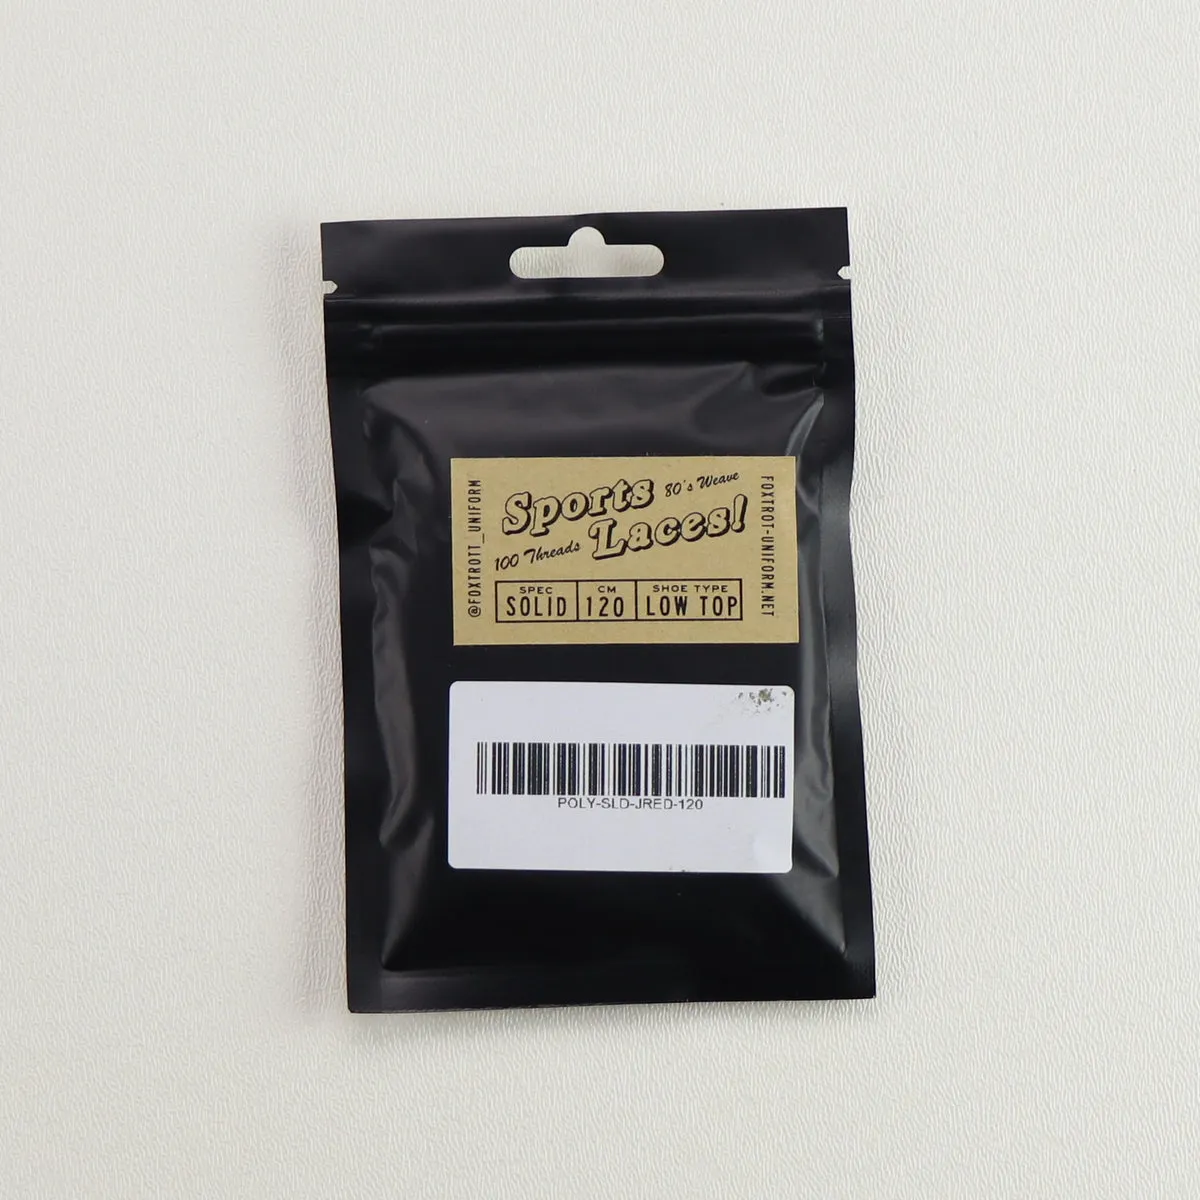 @FOXTROTT_UNIFORM
Sports 80's Weave
100 Threads Laces!
SPEC CM SHOE TYPE
SOLID 120 LOW TOP
FOXTROT-UNIFORM.NET
POLY-SLD-JRED-120